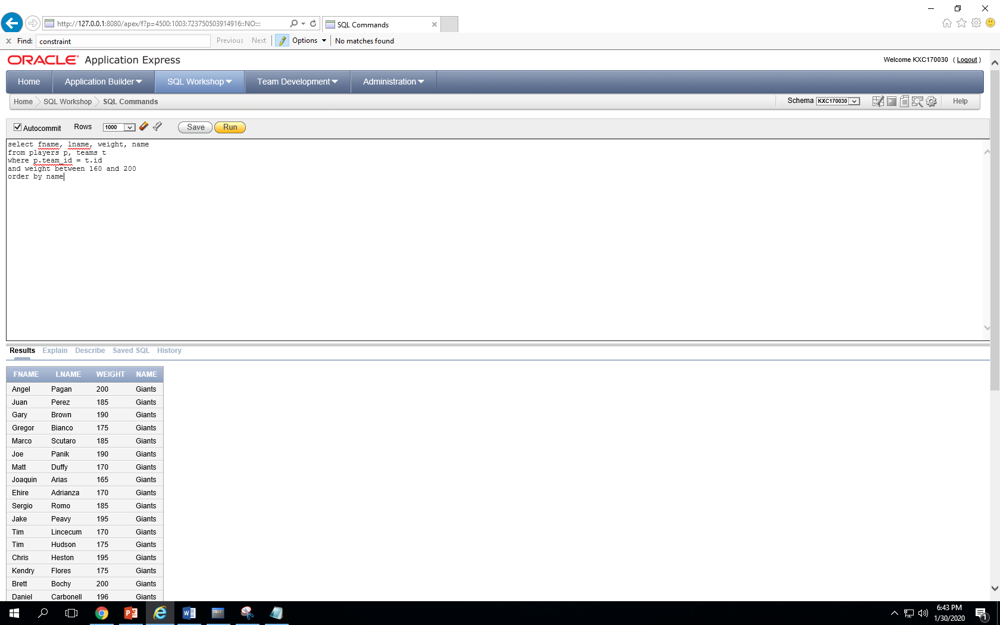 http://127.0.0.1:8080/apex/f?p=4500:1003:723750503914916::NO:::
SQL Commands
Find: constraint Previous Next Options No matches found
ORACLE Application Express
Welcome KXC170030 ( Logout )
Home Application Builder SQL Workshop Team Development Administration
Home SQL Workshop SQL Commands Schema KXC170030 Help
Autocommit Rows 1000 Save Run
select fname, lname, weight, name
from players p, teams t
where p.team_id = t.id
and weight between 160 and 200
order by name
Results Explain Describe Saved SQL History
FNAME LNAME WEIGHT NAME
Angel Pagan 200 Giants
Juan Perez 185 Giants
Gary Brown 190 Giants
Gregor Bianco 175 Giants
Marco Scutaro 185 Giants
Joe Panik 190 Giants
Matt Duffy 170 Giants
Joaquin Arias 165 Giants
Ehire Adrianza 170 Giants
Sergio Romo 185 Giants
Jake Peavy 195 Giants
Tim Lincecum 170 Giants
Tim Hudson 175 Giants
Chris Heston 195 Giants
Kendry Flores 175 Giants
Brett Bochy 200 Giants
Daniel Carbonell 196 Giants
6:43 PM
1/30/2020
1